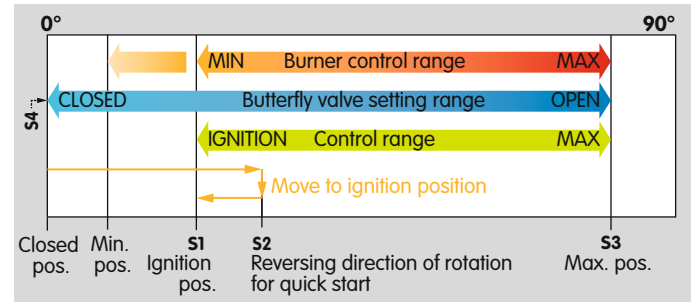 0° 90°
MIN Burner control range MAX
S4 CLOSED Butterfly valve setting range OPEN
IGNITION Control range MAX
Move to ignition position
Closed pos.
Min. pos.
S1 Ignition pos.
S2 Reversing direction of rotation
for quick start
S3 Max. pos.